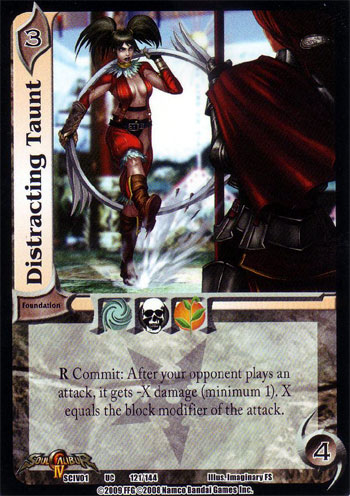 3
Distracting Taunt
Foundation
R Commit: After your opponent plays an
attack, it gets -X damage (minimum 1). X
equals the block modifier of the attack.
4
SOULCALIBUR
IV
SCIV01 UC 121/144 Illus. Imaginary FS
©2009 FFG ©2008 Namco Bandai Games Inc.